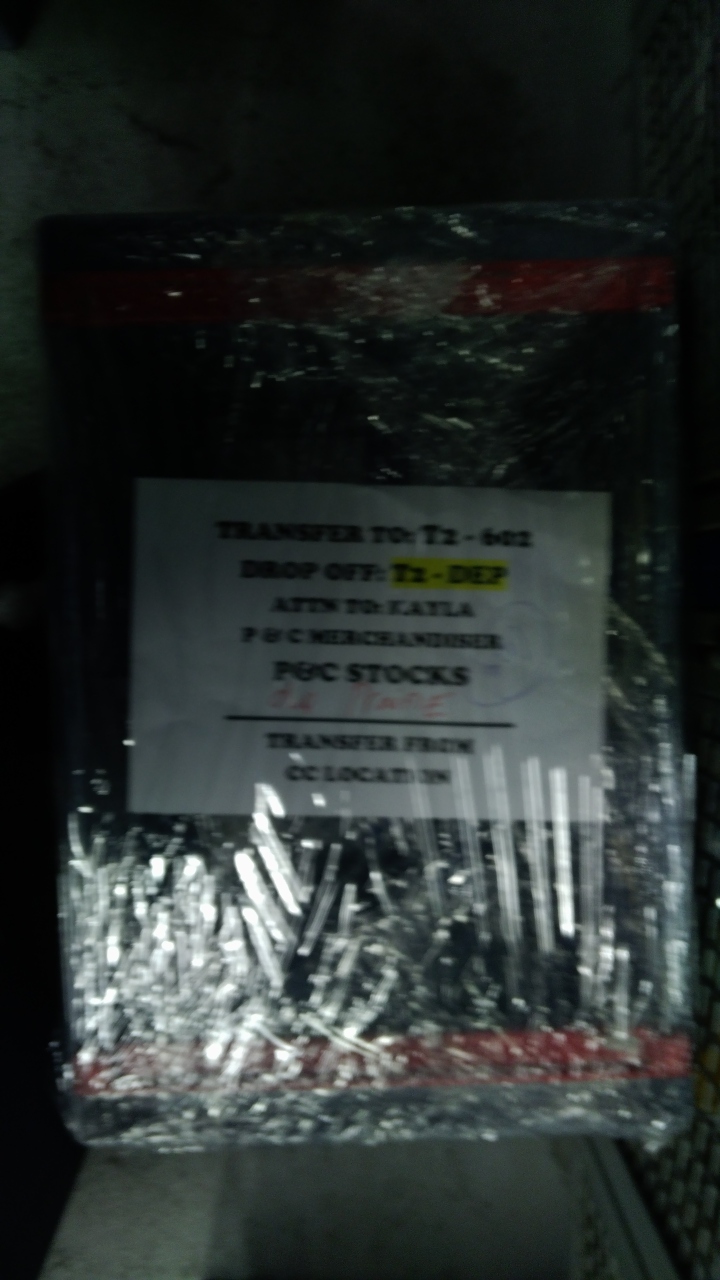 TRANSFER TO: T2 - 602
DROP OFF: T2 - DEP
ATTN TO: KAYLA
P & C MERCHANDISER
P&C STOCKS
TRANSFER FROM
CC LOCATION